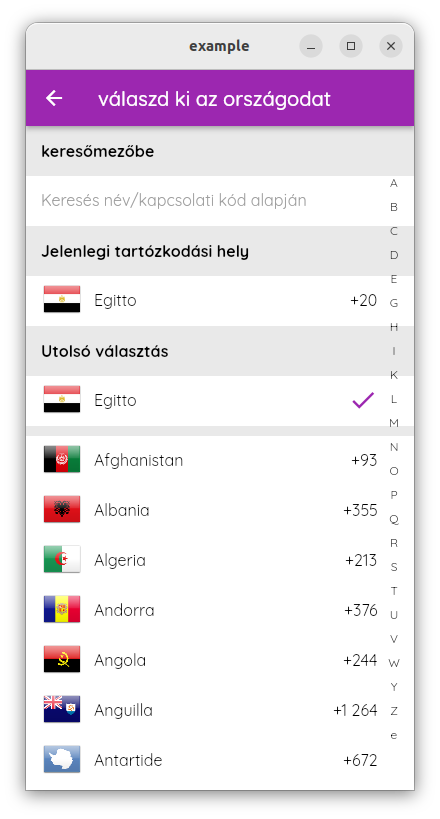 example
válaszd ki az országodat
keresőmezőbe
Keresés név/kapcsolati kód alapján
Jelenlegi tartózkodási hely
Egitto +20
Utolsó választás
Egitto
Afghanistan +93
Albania +355
Algeria +213
Andorra +376
Angola +244
Anguilla +1 264
Antartide +672
A
B
C
D
E
G
H
I
K
L
M
N
O
P
Q
R
S
T
U
V
W
Y
Z
e